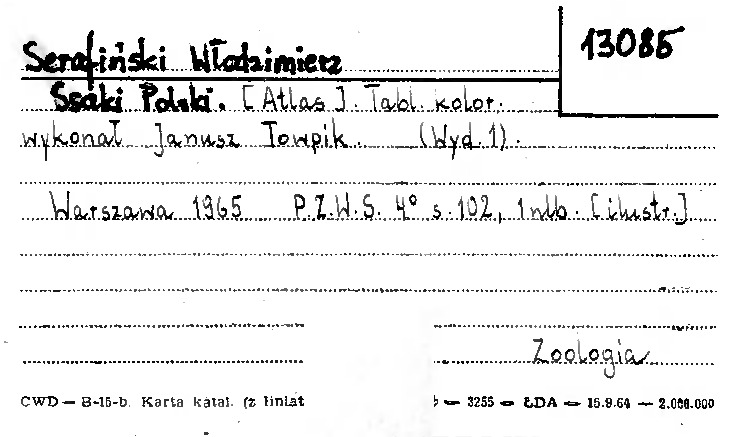 13085
Serafiński Włodzimierz
Ssaki Polski. [Atlas]. Tabl. kolor.
wykonał Janusz Towpik. (Wyd. 1).
Warszawa 1965 P.Z.W.S. 4° s. 102, 1 nlb. [ilustr.]
Zoologia
CWD — B-15-b. Karta katal. (z liniat — 3255 — ŁDA — 15.9.64 — 2.000.000